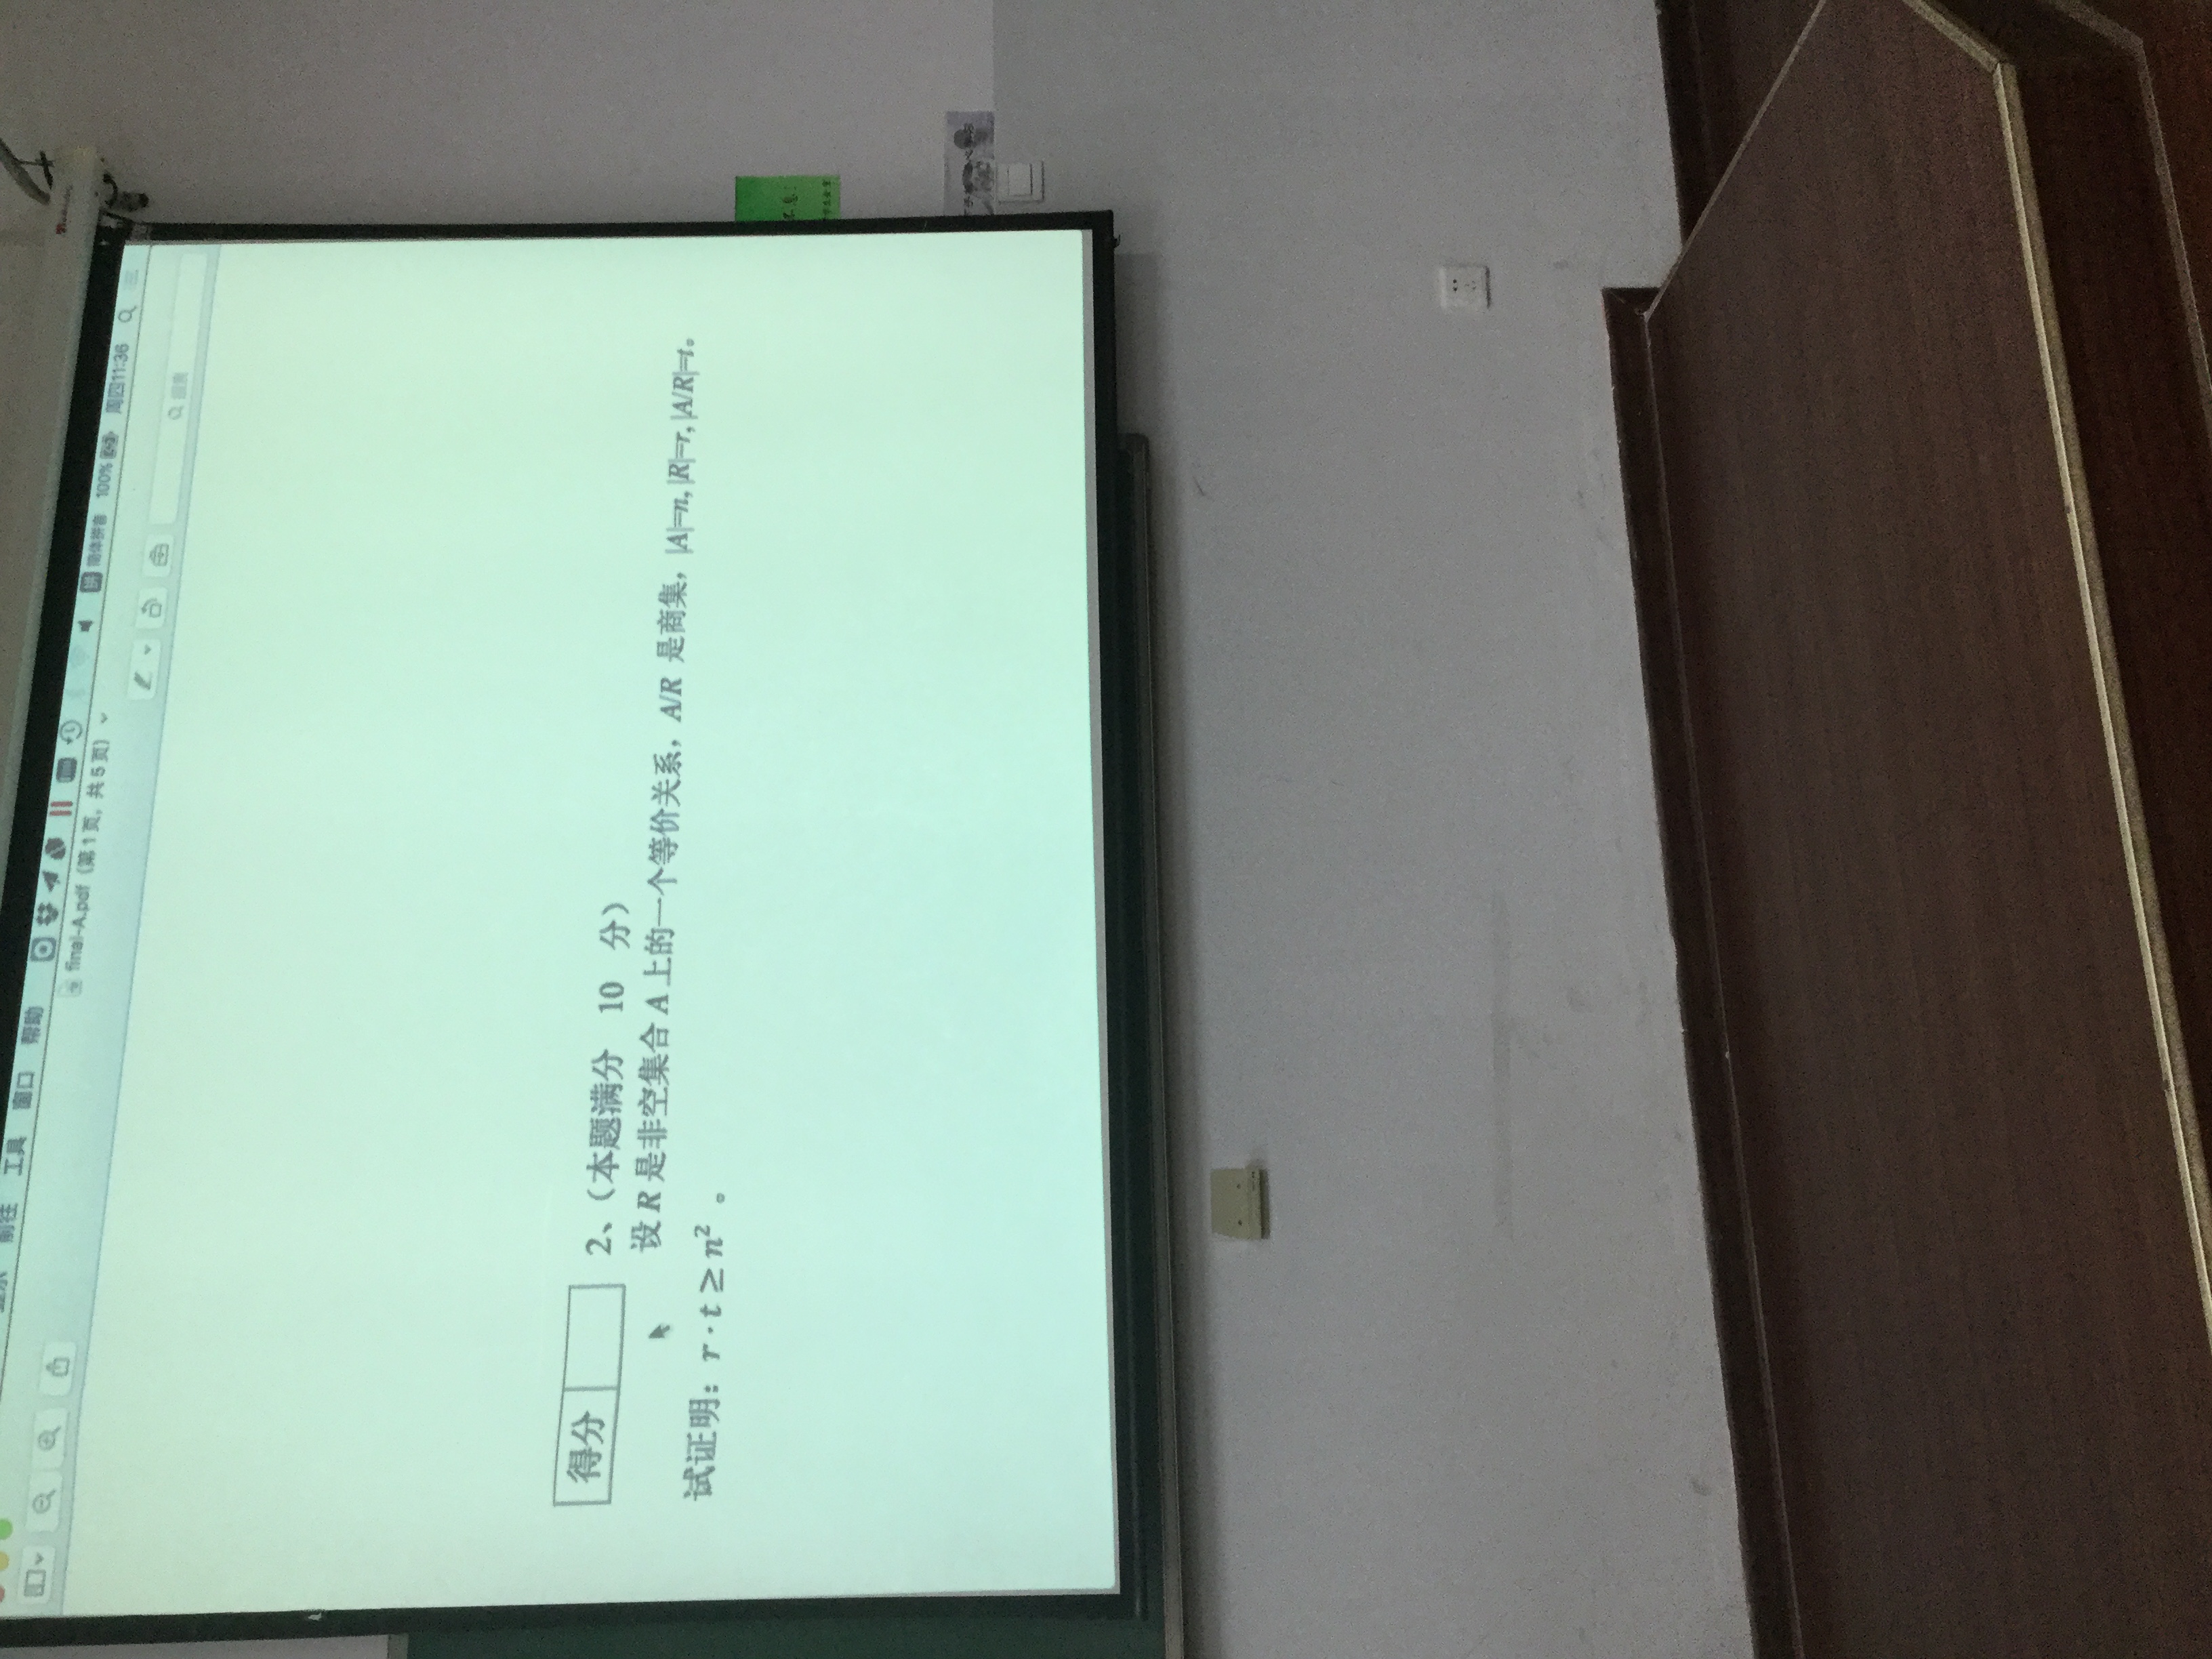 前往 工具 窗口 帮助
100% 周四11:36
final-A.pdf（第 1 页，共 5 页）
得分
2、（本题满分 10 分）
设 R 是非空集合 A 上的一个等价关系，A/R 是商集，|A|=n, |R|=r, |A/R|=t。
试证明：r · t ≥ n²。